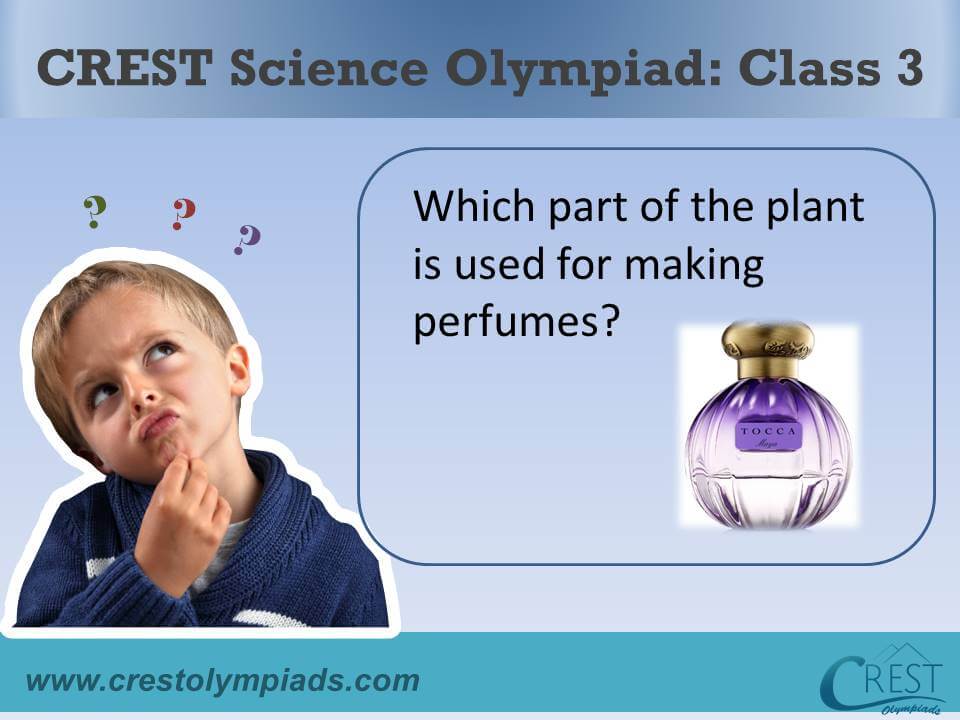 CREST Science Olympiad: Class 3
? ? ?
Which part of the plant
is used for making
perfumes?
TOCCA
Maya
www.crestolympiads.com
CREST
Olympiads